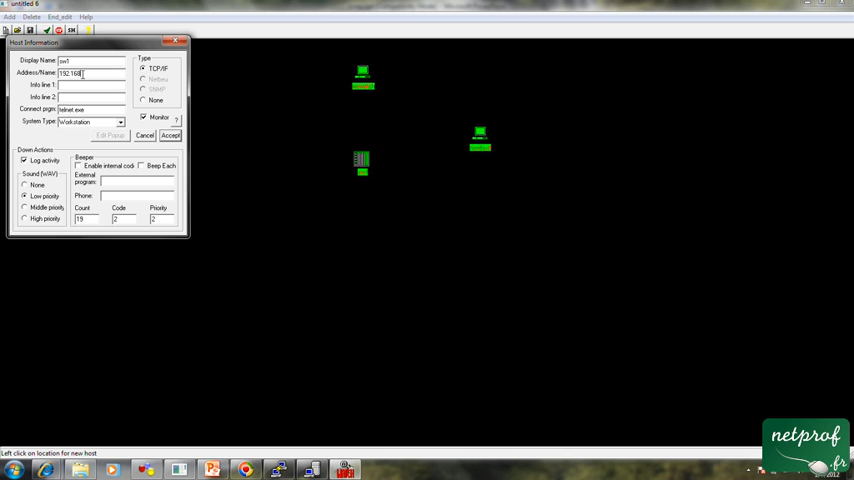 untitled 6
Add Delete End_edit Help
SH
Host Information
Display Name: sw1
Address/Name: 192.168
Info line 1:
Info line 2:
Connect prgm: telnet.exe
System Type: Workstation
Type
TCP/IP
Netbeu
SNMP
None
Monitor ?
Edit Popup Cancel Accept
Down Actions
Log activity
Sound (WAV)
None
Low priority
Middle priority
High priority
Beeper
Enable internal code Beep Each
External
program:
Phone:
Count Code Priority
19 2 2
Left click on location for new host
netprof
.fr